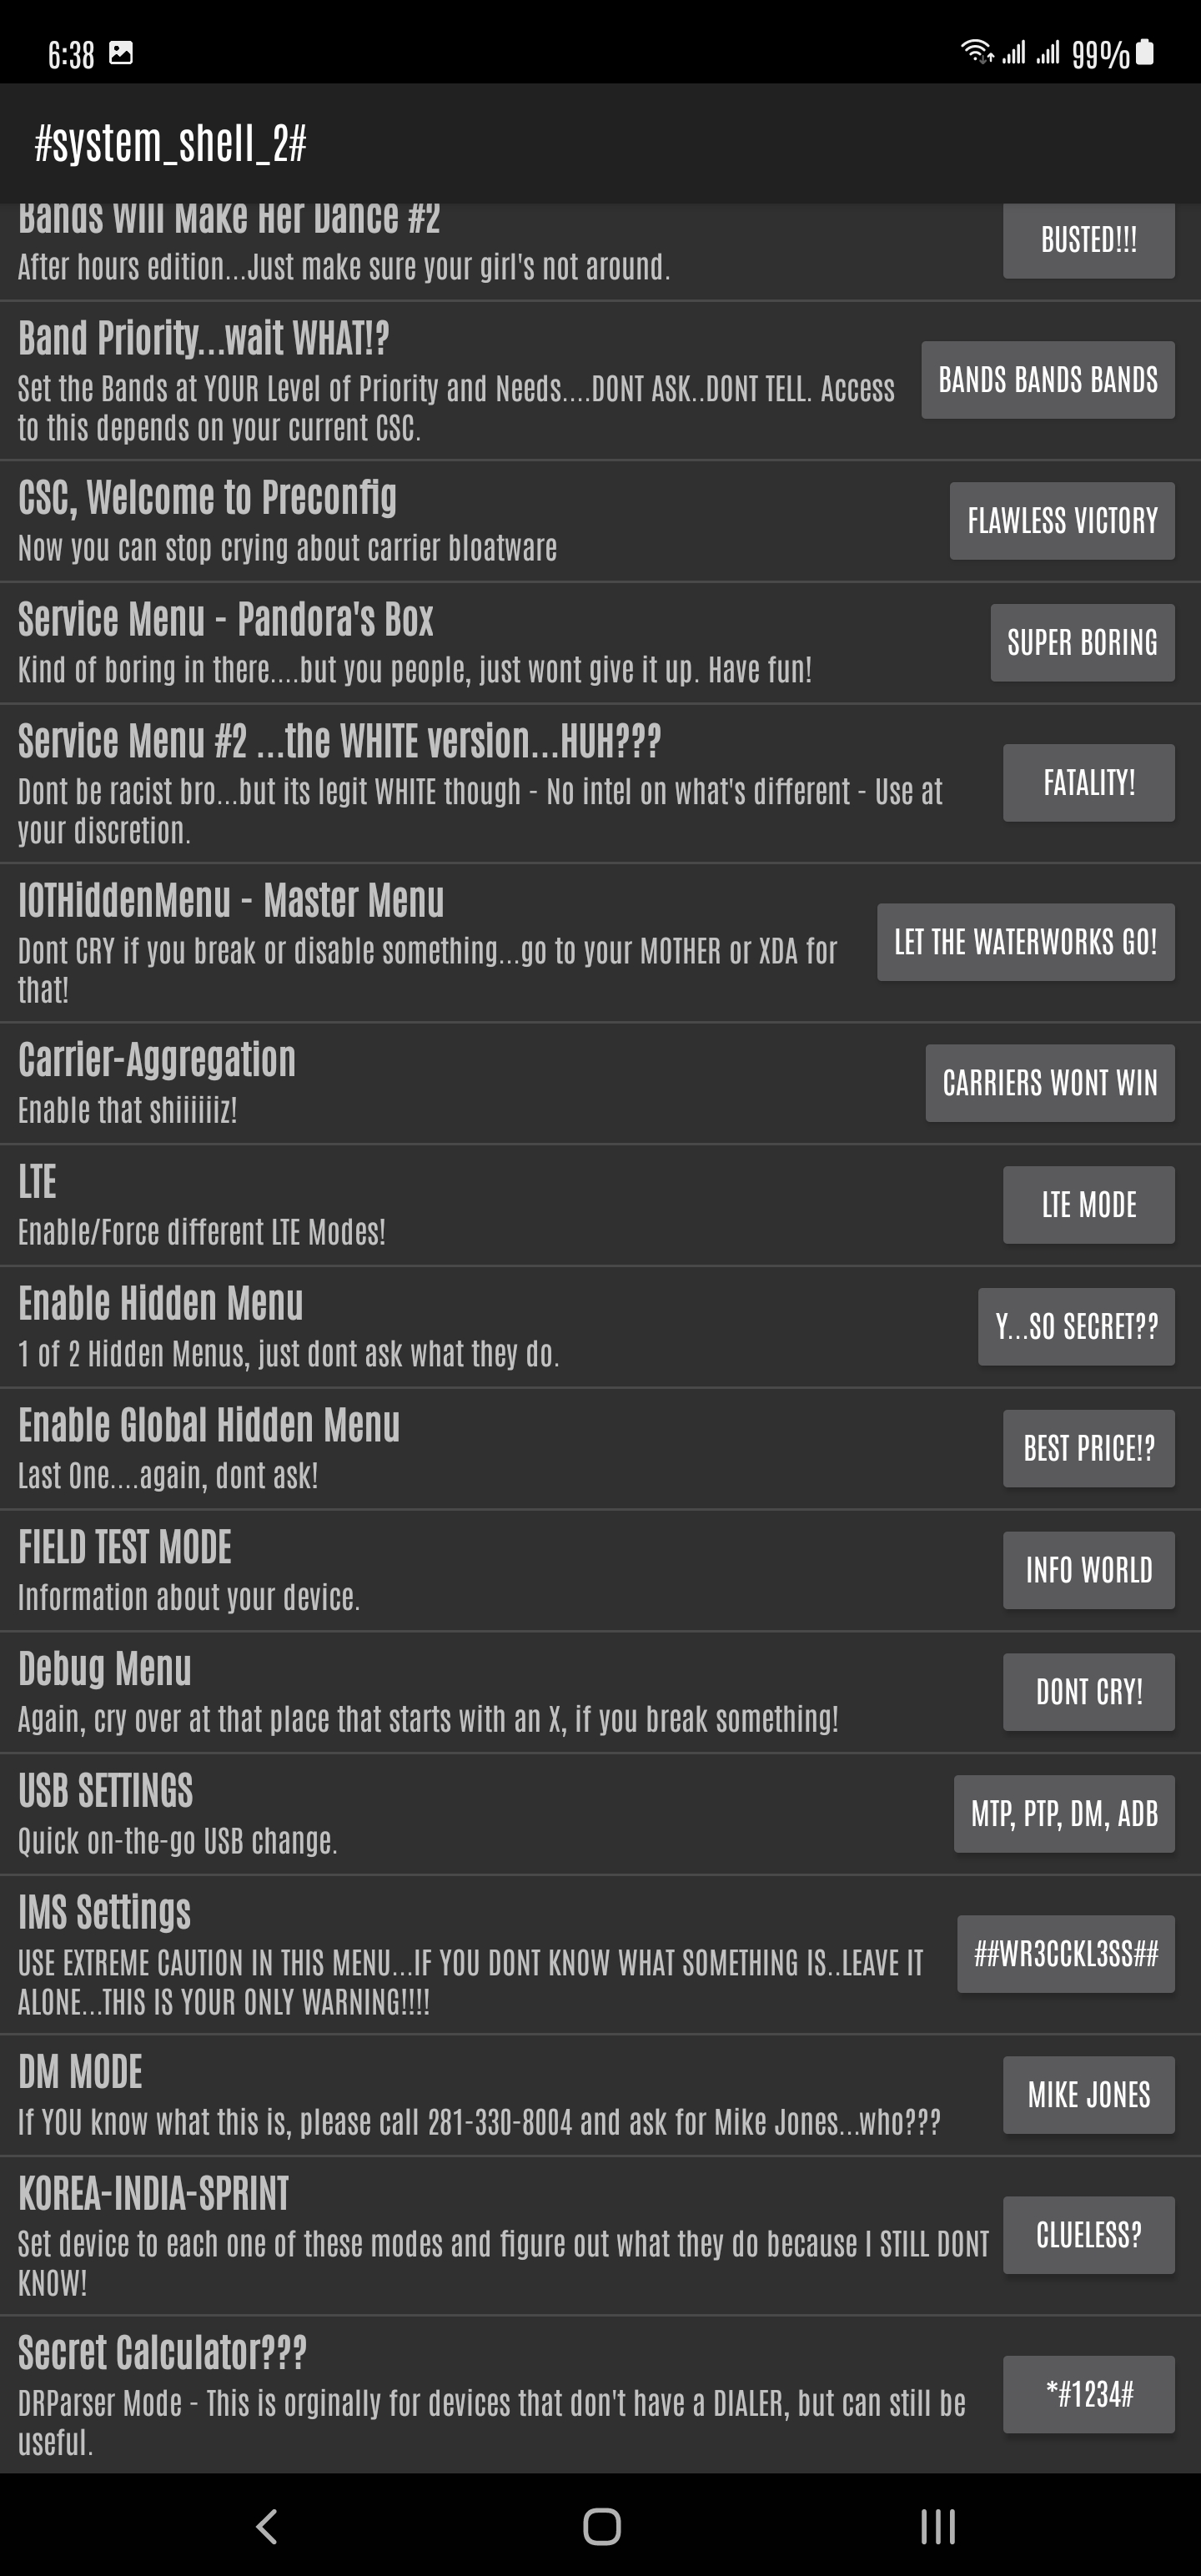 6:38
99%
#system_shell_2#
Bands Will Make Her Dance #2
After hours edition...Just make sure your girl's not around.
BUSTED!!!
Band Priority...wait WHAT!?
Set the Bands at YOUR Level of Priority and Needs....DONT ASK..DONT TELL. Access
to this depends on your current CSC.
BANDS BANDS BANDS
CSC, Welcome to Preconfig
Now you can stop crying about carrier bloatware
FLAWLESS VICTORY
Service Menu - Pandora's Box
Kind of boring in there....but you people, just wont give it up. Have fun!
SUPER BORING
Service Menu #2 ...the WHITE version...HUH???
Dont be racist bro...but its legit WHITE though - No intel on what's different - Use at
your discretion.
FATALITY!
IOTHiddenMenu - Master Menu
Dont CRY if you break or disable something...go to your MOTHER or XDA for
that!
LET THE WATERWORKS GO!
Carrier-Aggregation
Enable that shiiiiiiz!
CARRIERS WONT WIN
LTE
Enable/Force different LTE Modes!
LTE MODE
Enable Hidden Menu
1 of 2 Hidden Menus, just dont ask what they do.
Y...SO SECRET??
Enable Global Hidden Menu
Last One....again, dont ask!
BEST PRICE!?
FIELD TEST MODE
Information about your device.
INFO WORLD
Debug Menu
Again, cry over at that place that starts with an X, if you break something!
DONT CRY!
USB SETTINGS
Quick on-the-go USB change.
MTP, PTP, DM, ADB
IMS Settings
USE EXTREME CAUTION IN THIS MENU...IF YOU DONT KNOW WHAT SOMETHING IS..LEAVE IT
ALONE...THIS IS YOUR ONLY WARNING!!!!
##WR3CCKL3SS##
DM MODE
If YOU know what this is, please call 281-330-8004 and ask for Mike Jones...who???
MIKE JONES
KOREA-INDIA-SPRINT
Set device to each one of these modes and figure out what they do because I STILL DONT
KNOW!
CLUELESS?
Secret Calculator???
DRParser Mode - This is orginally for devices that don't have a DIALER, but can still be
useful.
*#1234#